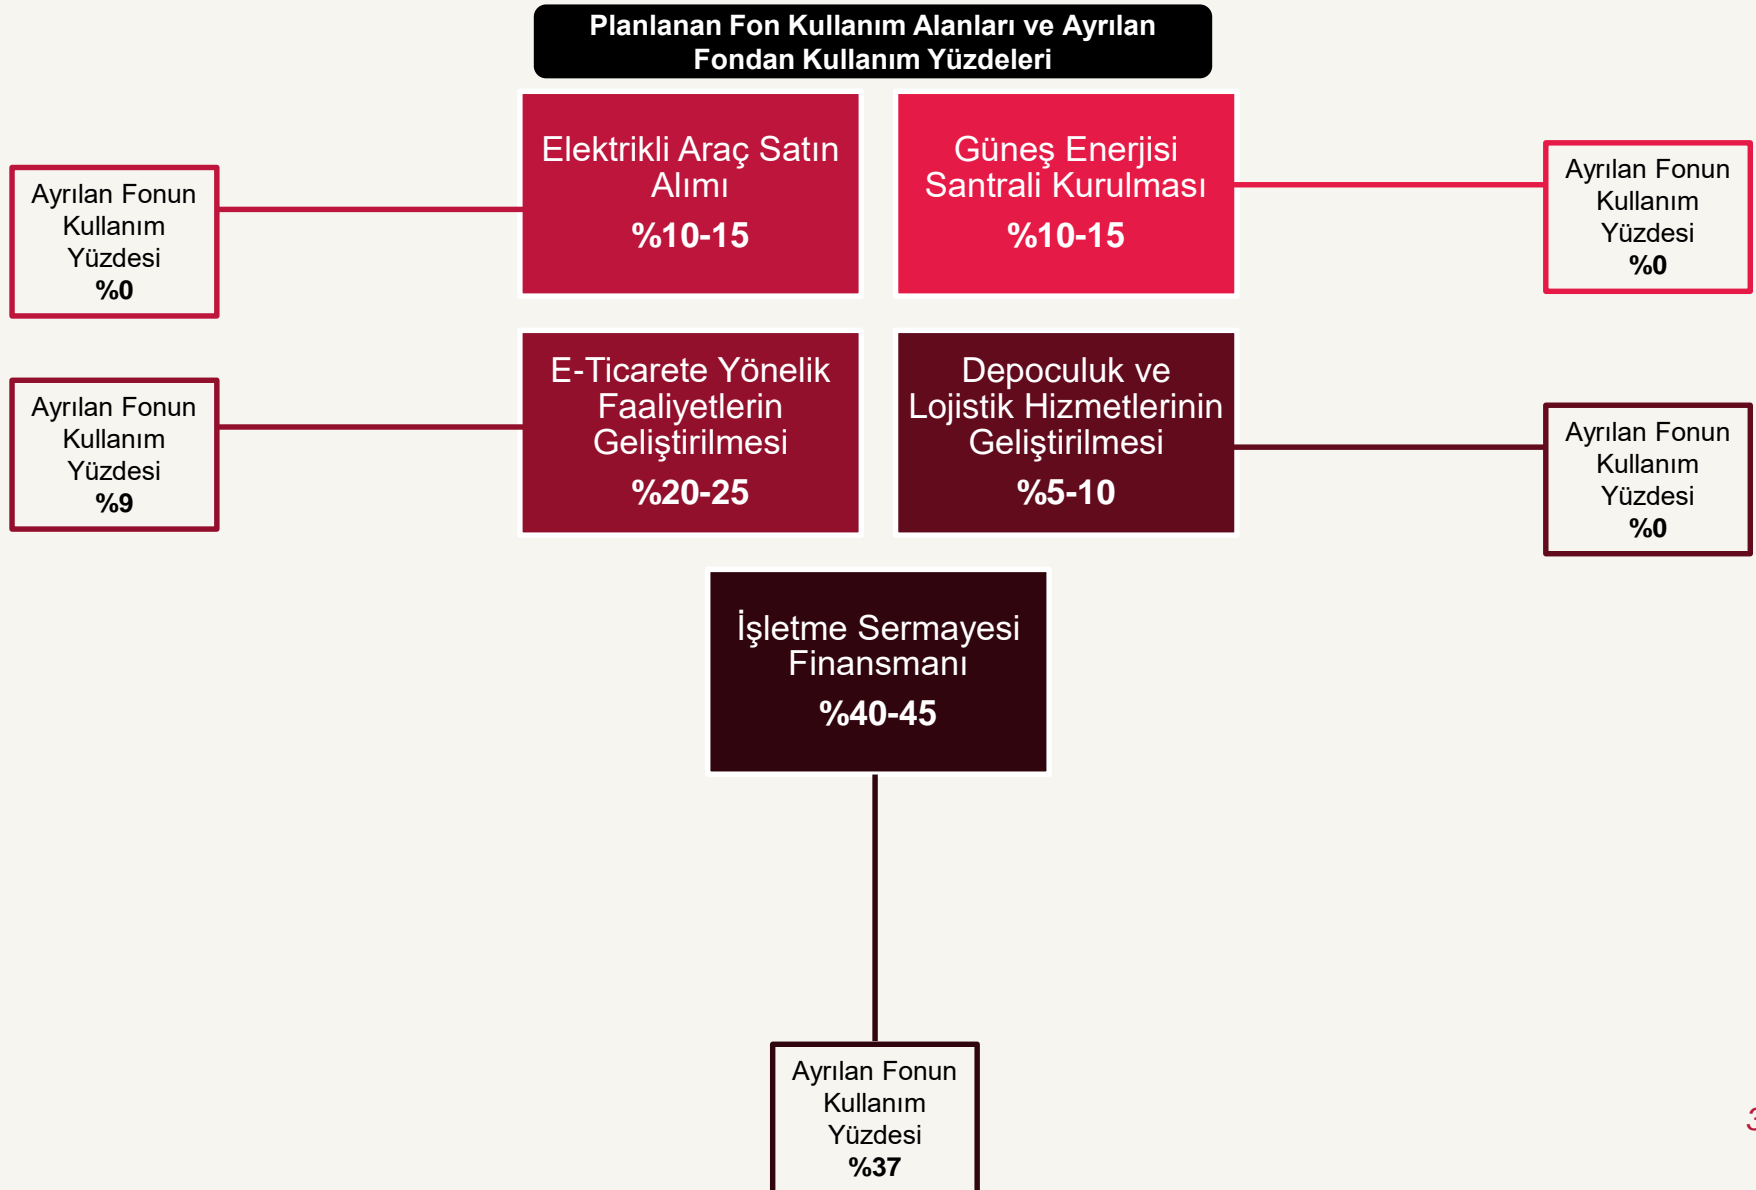 Planlanan Fon Kullanım Alanları ve Ayrılan
Fondan Kullanım Yüzdeleri
Elektrikli Araç Satın
Alımı
%10-15
Güneş Enerjisi
Santrali Kurulması
%10-15
Ayrılan Fonun
Kullanım
Yüzdesi
%0
Ayrılan Fonun
Kullanım
Yüzdesi
%0
E-Ticarete Yönelik
Faaliyetlerin
Geliştirilmesi
%20-25
Depoculuk ve
Lojistik Hizmetlerinin
Geliştirilmesi
%5-10
Ayrılan Fonun
Kullanım
Yüzdesi
%9
Ayrılan Fonun
Kullanım
Yüzdesi
%0
İşletme Sermayesi
Finansmanı
%40-45
Ayrılan Fonun
Kullanım
Yüzdesi
%37
3